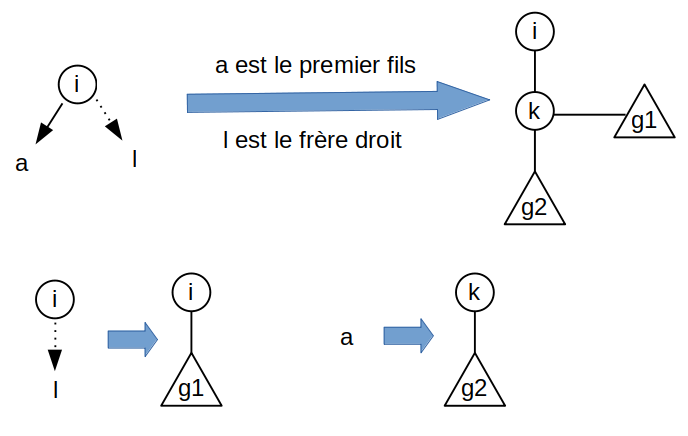 i
a est le premier fils
i
k
g1
l est le frère droit
a
l
g2
i
i
k
a
l
g1
g2